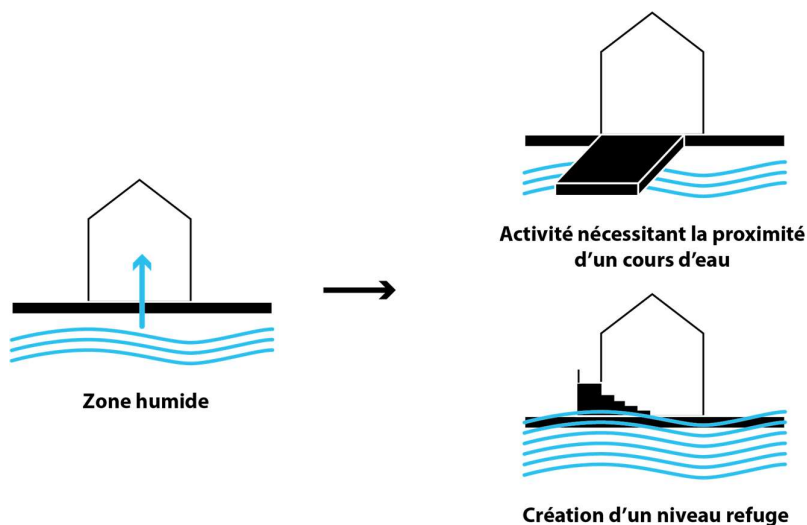 Zone humide
Activité nécessitant la proximité
d'un cours d'eau
Création d'un niveau refuge